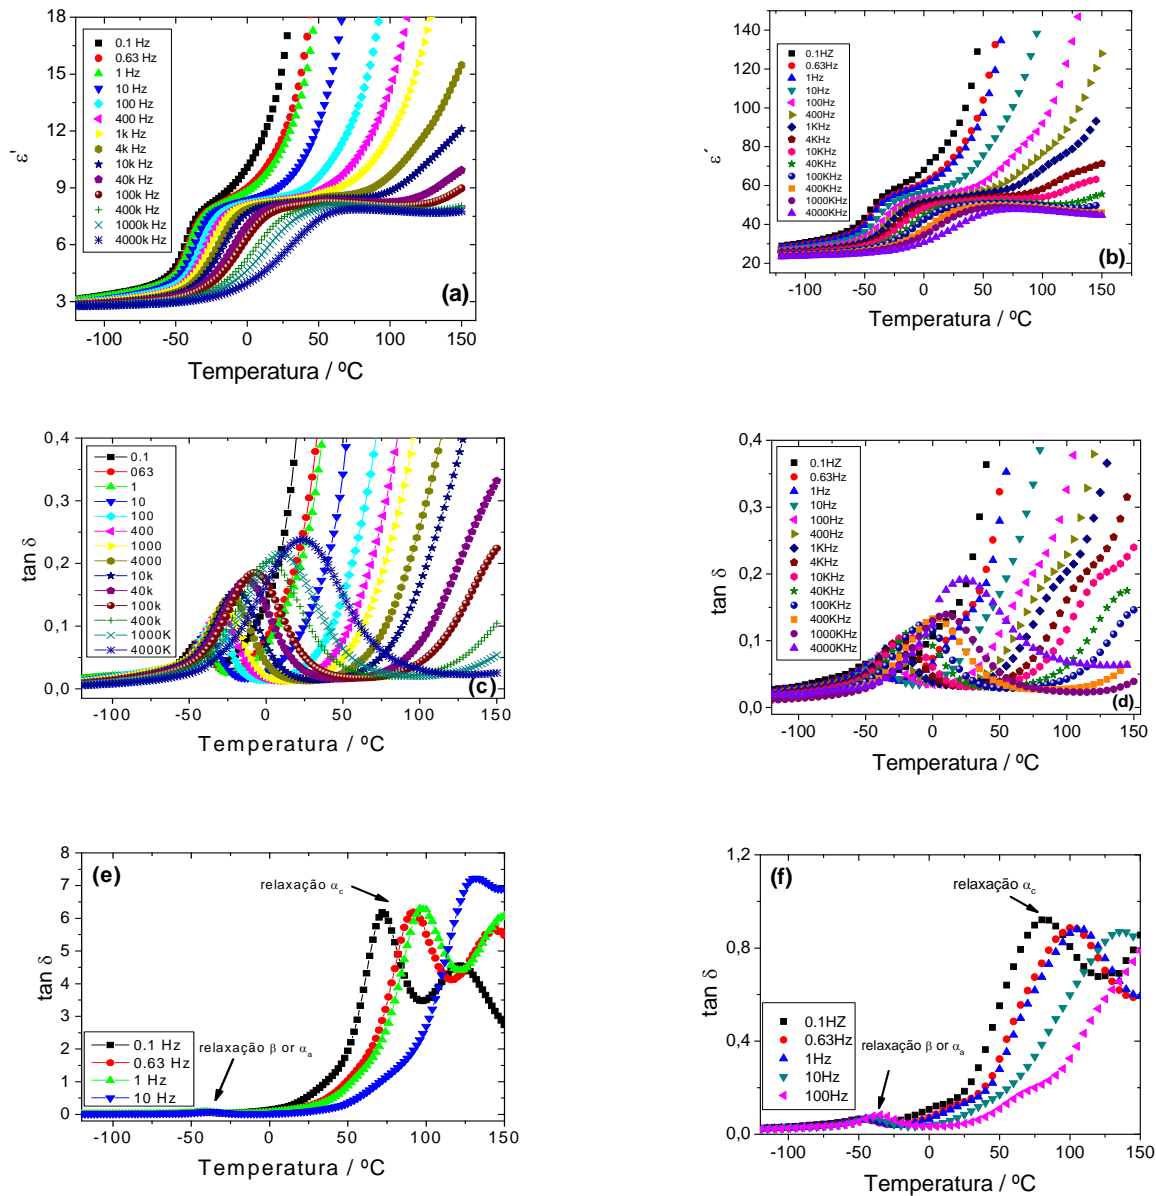 18
15
12
9
6
3
ε'
0.1 Hz
0.63 Hz
1 Hz
10 Hz
100 Hz
400 Hz
1k Hz
4k Hz
10k Hz
40k Hz
100k Hz
400k Hz
1000k Hz
4000k Hz
(a)
-100 -50 0 50 100 150
Temperatura / ºC
140
120
100
80
60
40
20
ε´
0.1HZ
0.63Hz
1Hz
10Hz
100Hz
400Hz
1KHz
4KHz
10KHz
40KHz
100KHz
400KHz
1000KHz
4000KHz
(b)
-100 -50 0 50 100 150
Temperatura / ºC
0,4
0,3
0,2
0,1
0,0
tan δ
0.1
063
1
10
100
400
1000
4000
10k
40k
100k
400k
1000K
4000K
(c)
-100 -50 0 50 100 150
Temperatura / ºC
0,4
0,3
0,2
0,1
0,0
tan δ
0.1HZ
0.63Hz
1Hz
10Hz
100Hz
400Hz
1KHz
4KHz
10KHz
40KHz
100KHz
400KHz
1000KHz
4000KHz
(d)
-100 -50 0 50 100 150
Temperatura / ºC
8
7
6
5
4
3
2
1
0
tan δ
(e)
relaxação αc
relaxação β or αa
0.1 Hz
0.63 Hz
1 Hz
10 Hz
-100 -50 0 50 100 150
Temperatura / ºC
1,2
0,8
0,4
0,0
tan δ
(f)
relaxação αc
relaxação β or αa
0.1HZ
0.63Hz
1Hz
10Hz
100Hz
-100 -50 0 50 100 150
Temperatura / ºC